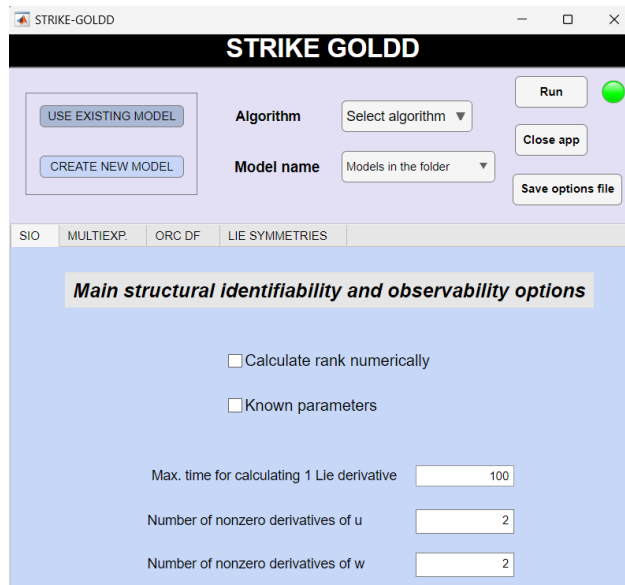 STRIKE-GOLDD
STRIKE GOLDD
USE EXISTING MODEL
CREATE NEW MODEL
Algorithm
Select algorithm
Model name
Models in the folder
Run
Close app
Save options file
SIO MULTIEXP. ORC DF LIE SYMMETRIES
Main structural identifiability and observability options
Calculate rank numerically
Known parameters
Max. time for calculating 1 Lie derivative 100
Number of nonzero derivatives of u 2
Number of nonzero derivatives of w 2